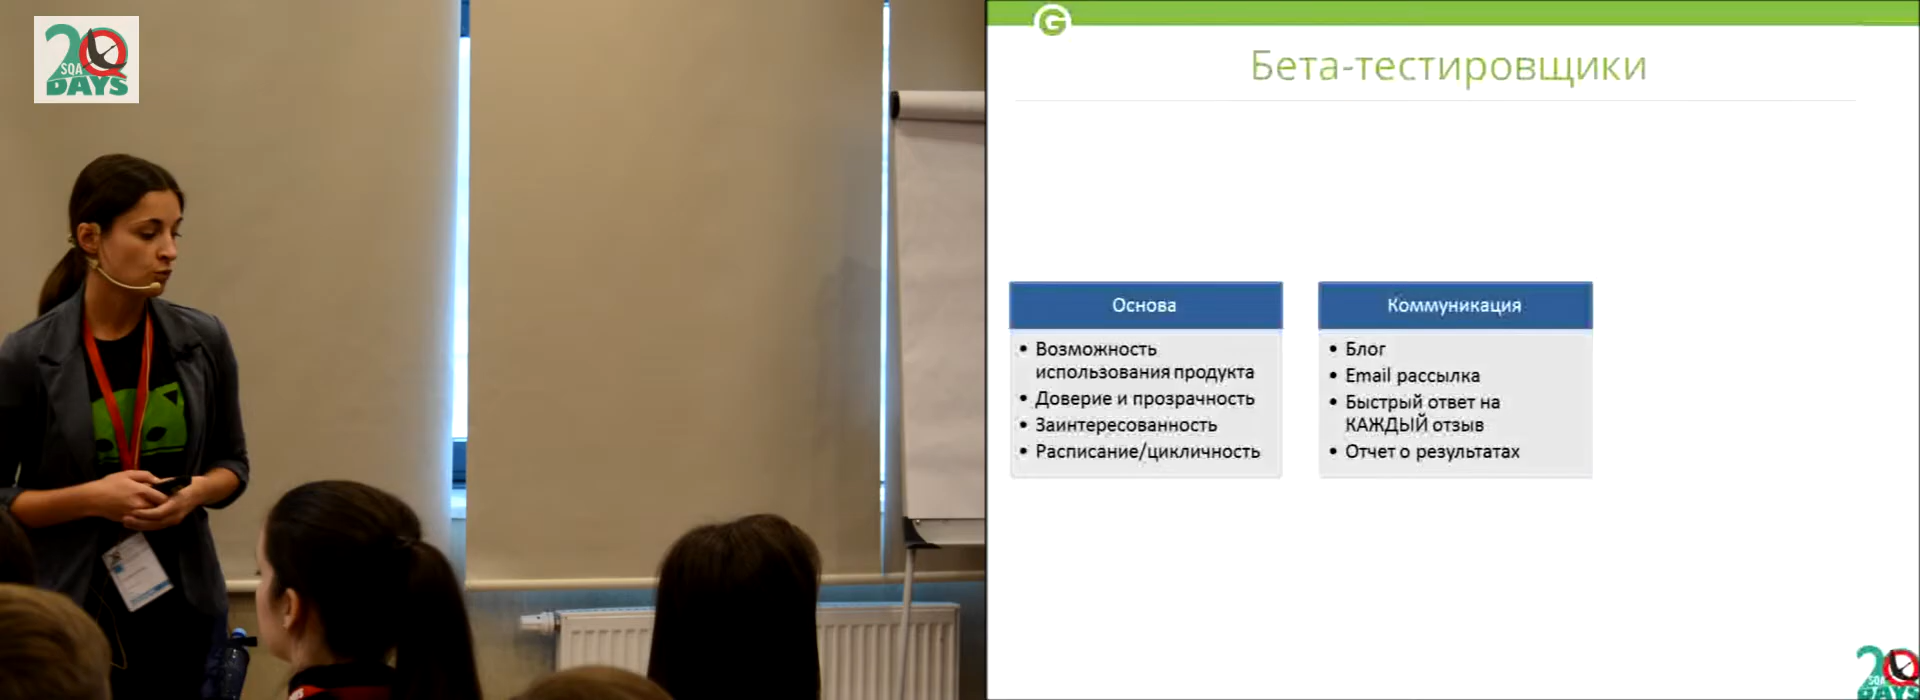 20
SQA
DAYS
G
Бета-тестировщики
Основа
• Возможность
использования продукта
• Доверие и прозрачность
• Заинтересованность
• Расписание/цикличность
Коммуникация
• Блог
• Email рассылка
• Быстрый ответ на
КАЖДЫЙ отзыв
• Отчет о результатах
20
SQA
DAYS